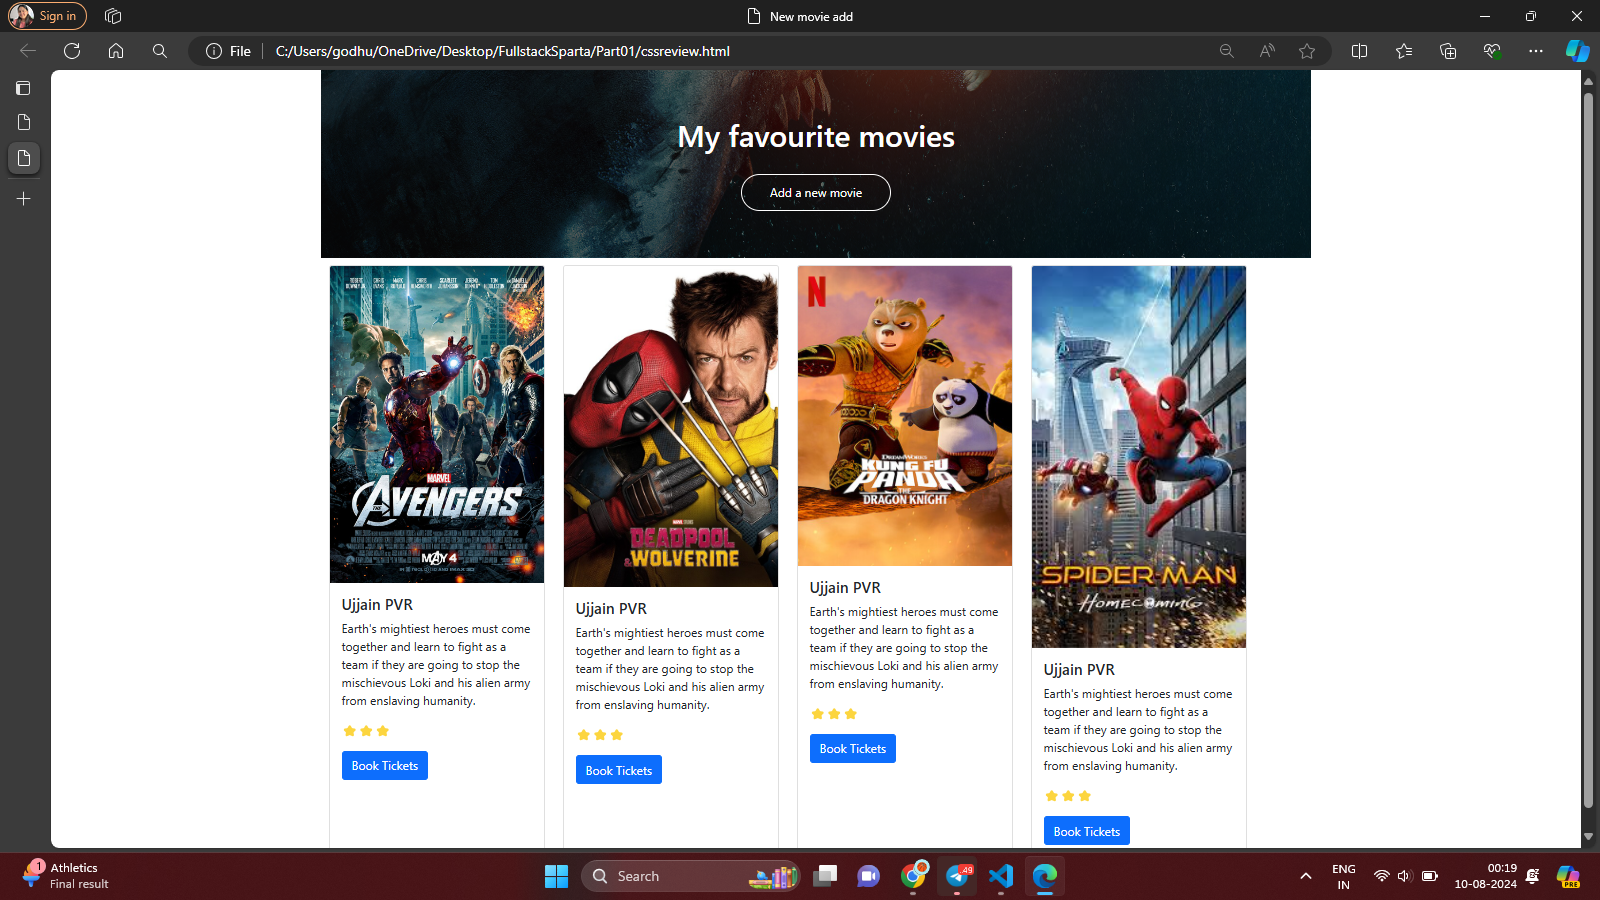 Sign in
New movie add
File
C:/Users/godhu/OneDrive/Desktop/FullstackSparta/Part01/cssreview.html
My favourite movies
Add a new movie
MARVEL
THE AVENGERS
MAY 4
Ujjain PVR
Earth's mightiest heroes must come
together and learn to fight as a
team if they are going to stop the
mischievous Loki and his alien army
from enslaving humanity.
Book Tickets
DEADPOOL
& WOLVERINE
Ujjain PVR
Earth's mightiest heroes must come
together and learn to fight as a
team if they are going to stop the
mischievous Loki and his alien army
from enslaving humanity.
Book Tickets
N
DREAMWORKS
KUNG FU
PANDA
THE
DRAGON KNIGHT
Ujjain PVR
Earth's mightiest heroes must come
together and learn to fight as a
team if they are going to stop the
mischievous Loki and his alien army
from enslaving humanity.
Book Tickets
SPIDER-MAN
HOMECOMING
Ujjain PVR
Earth's mightiest heroes must come
together and learn to fight as a
team if they are going to stop the
mischievous Loki and his alien army
from enslaving humanity.
Book Tickets
1
Athletics
Final result
Search
49
ENG
IN
00:19
10-08-2024
PRE